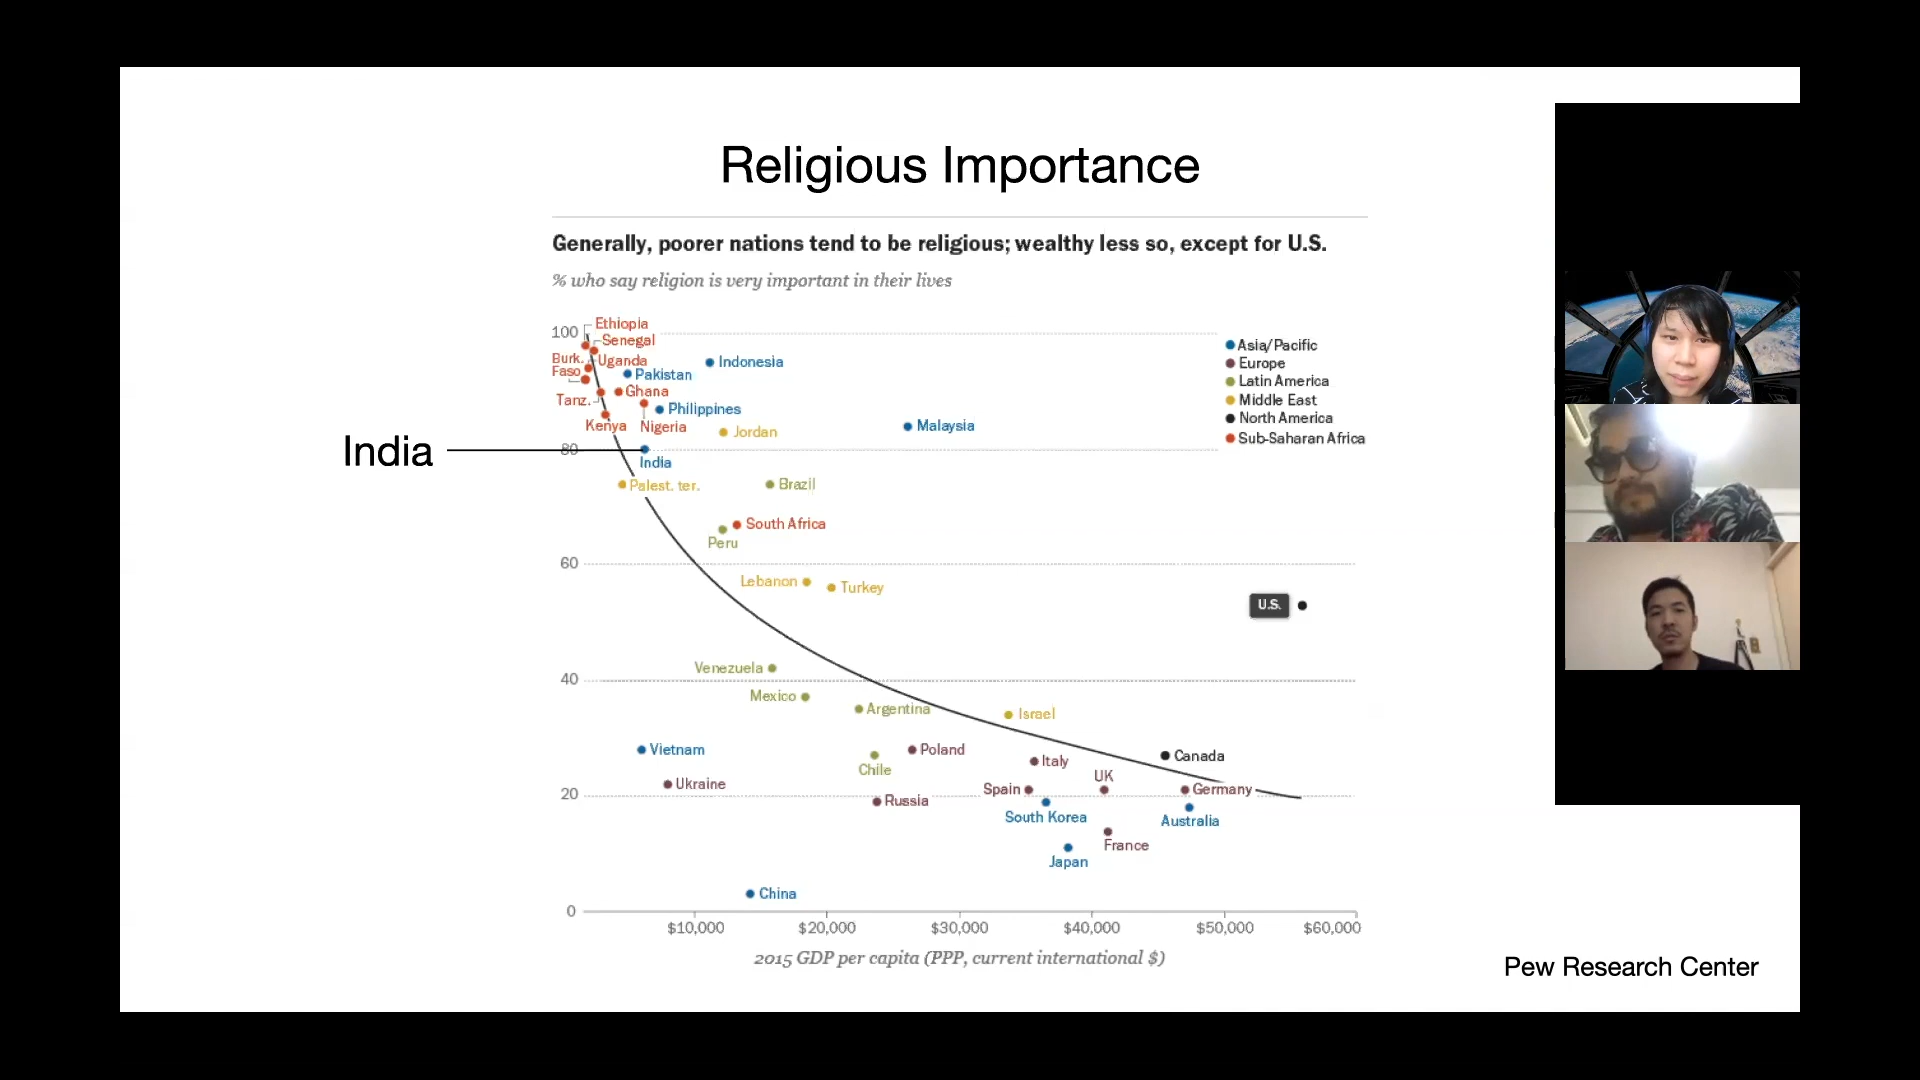 Religious Importance
Generally, poorer nations tend to be religious; wealthy less so, except for U.S.
% who say religion is very important in their lives
100
Ethiopia
Senegal
Burk.
Faso
Uganda
Indonesia
Pakistan
Tanz.
Ghana
Philippines
Kenya
Nigeria
Jordan
Malaysia
Asia/Pacific
Europe
Latin America
Middle East
North America
Sub-Saharan Africa
India
80
India
Palest. ter.
Brazil
South Africa
Peru
60
Lebanon
Turkey
U.S.
Venezuela
40
Mexico
Argentina
Israel
Vietnam
Poland
Canada
Chile
Italy
UK
Ukraine
Spain
Germany
20
Russia
South Korea
Australia
France
Japan
China
0
$10,000
$20,000
$30,000
$40,000
$50,000
$60,000
2015 GDP per capita (PPP, current international $)
Pew Research Center